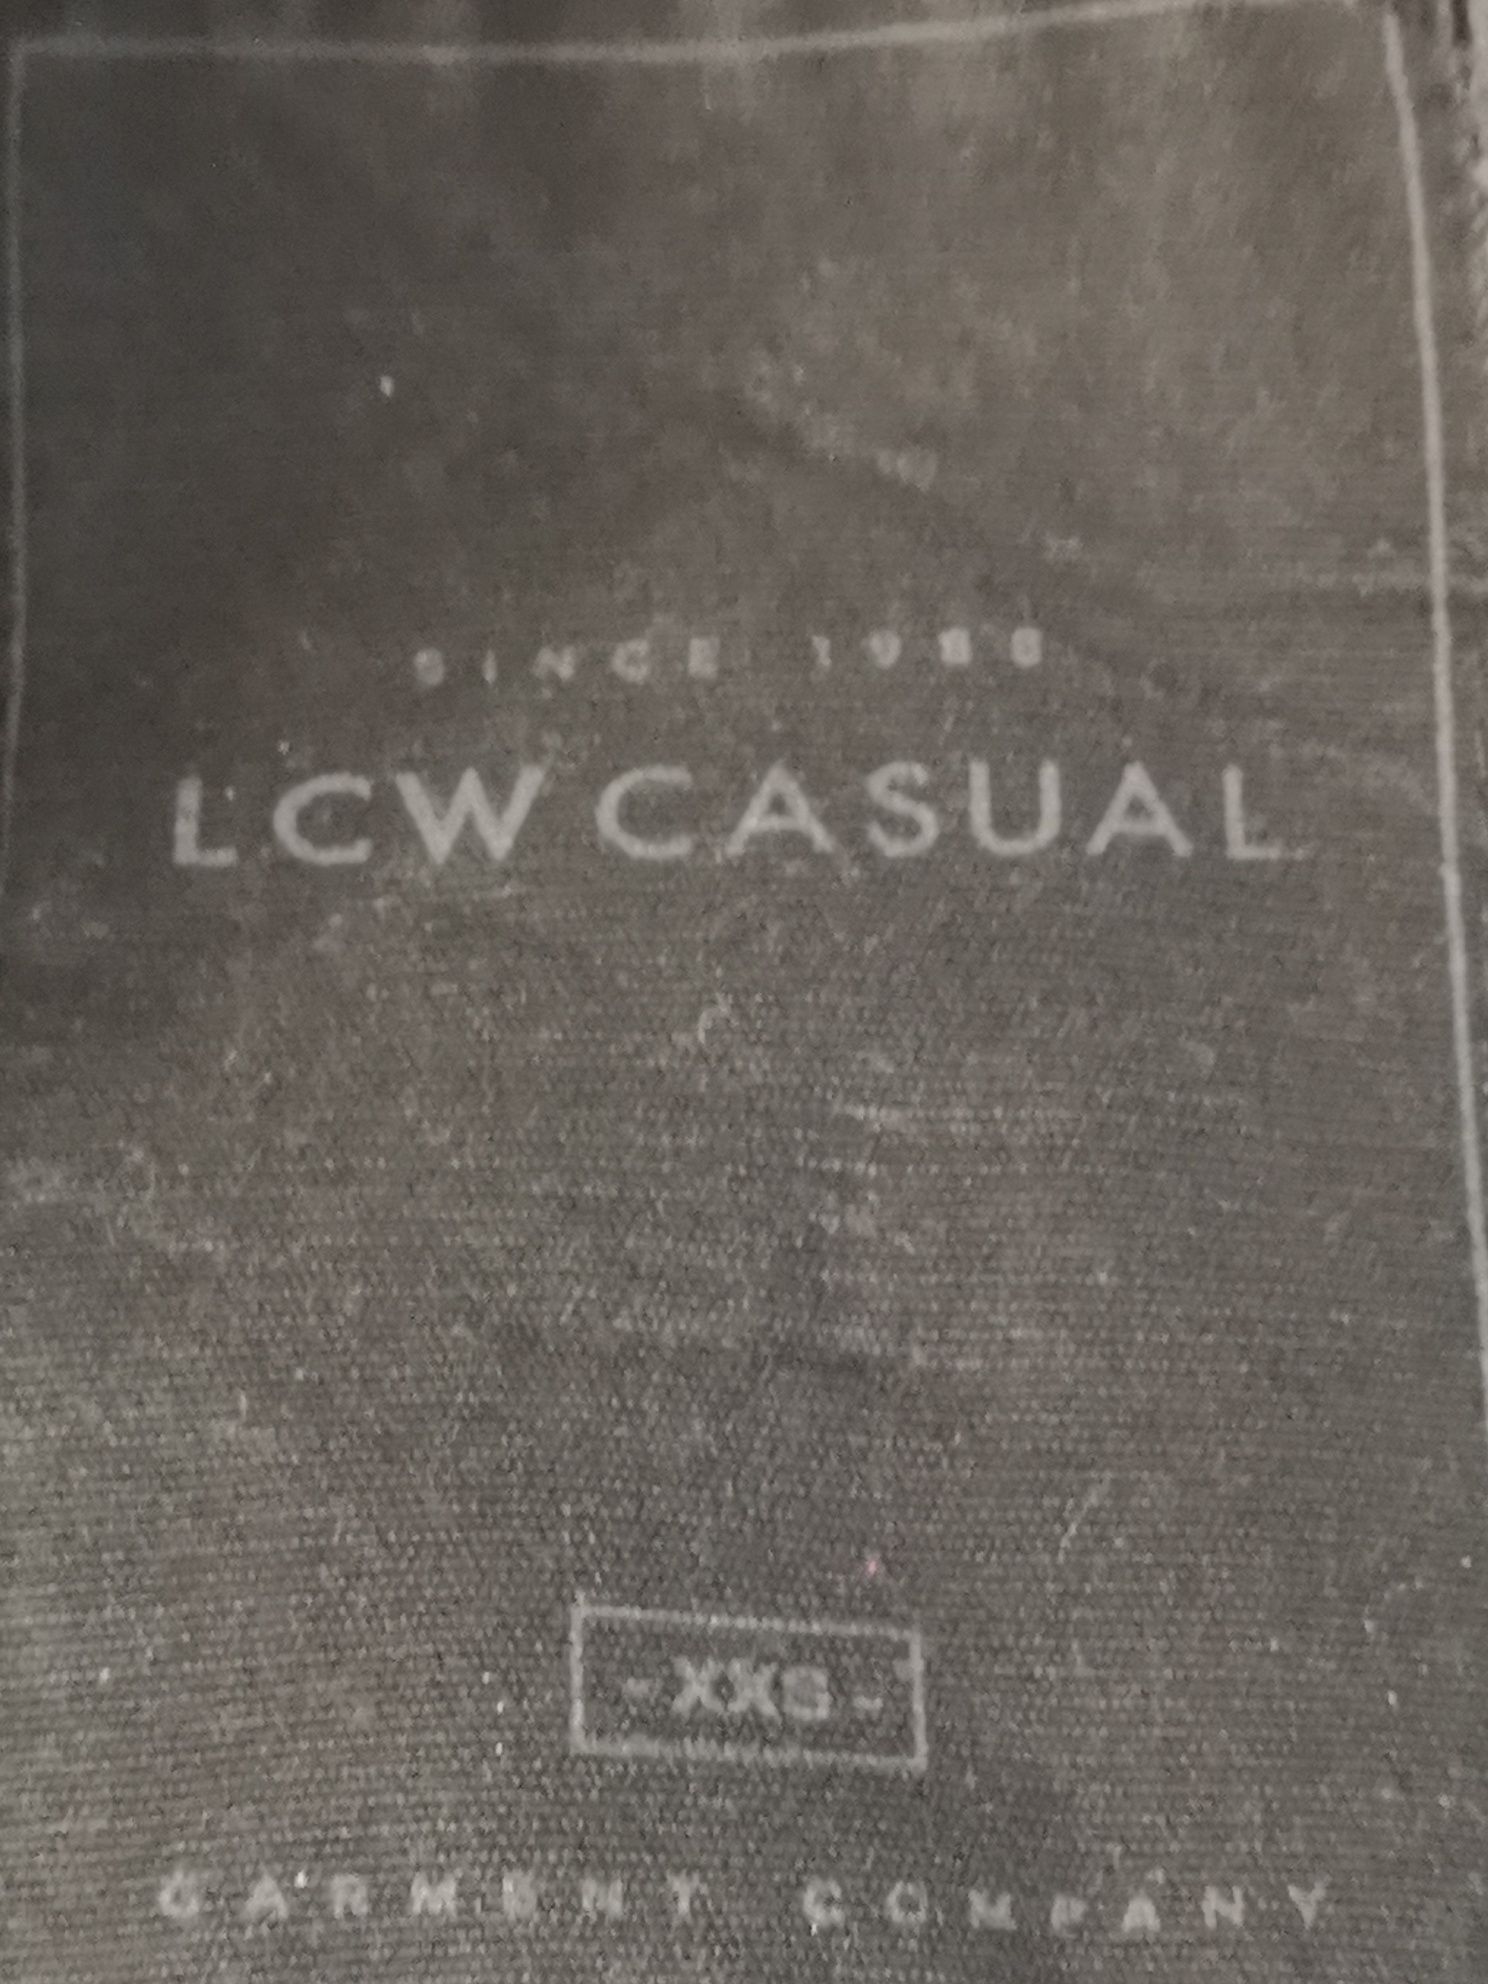 SINCE 1988
LCW CASUAL
-XXS-
GARMENT COMPANY